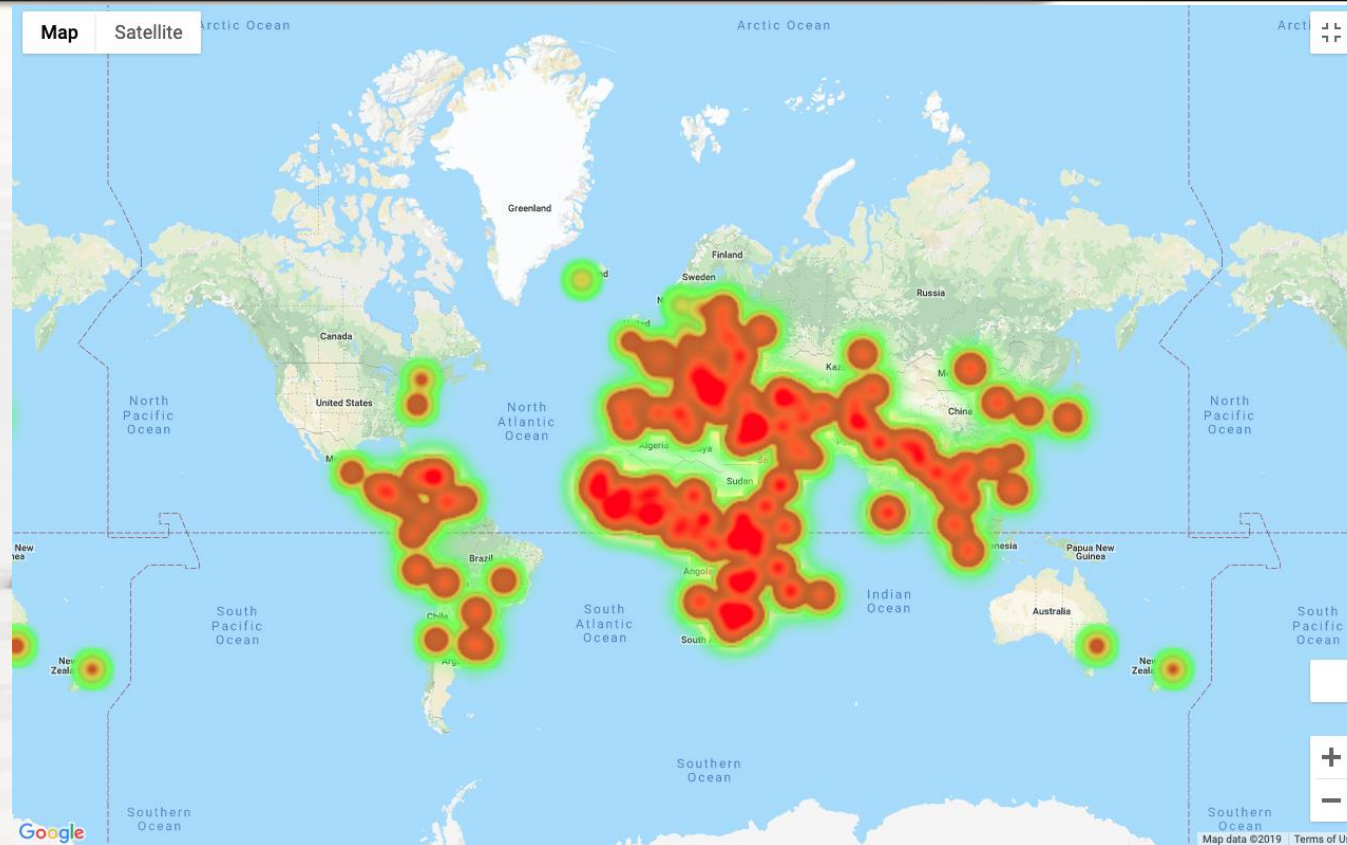 Map
Satellite
Arctic Ocean
Arctic Ocean
Greenland
Finland
Sweden
Russia
Canada
United States
North
Pacific
Ocean
North
Atlantic
Ocean
China
North
Pacific
Ocean
Algeria
Sudan
Brazil
Papua New
Guinea
Angola
Indian
Ocean
Australia
South
Pacific
Ocean
Chile
South
Atlantic
Ocean
South
South
Pacific
Ocean
New
Zeal
New
Zeal
Southern
Ocean
Southern
Ocean
Southern
Ocean
Google
Map data ©2019
Terms of Us